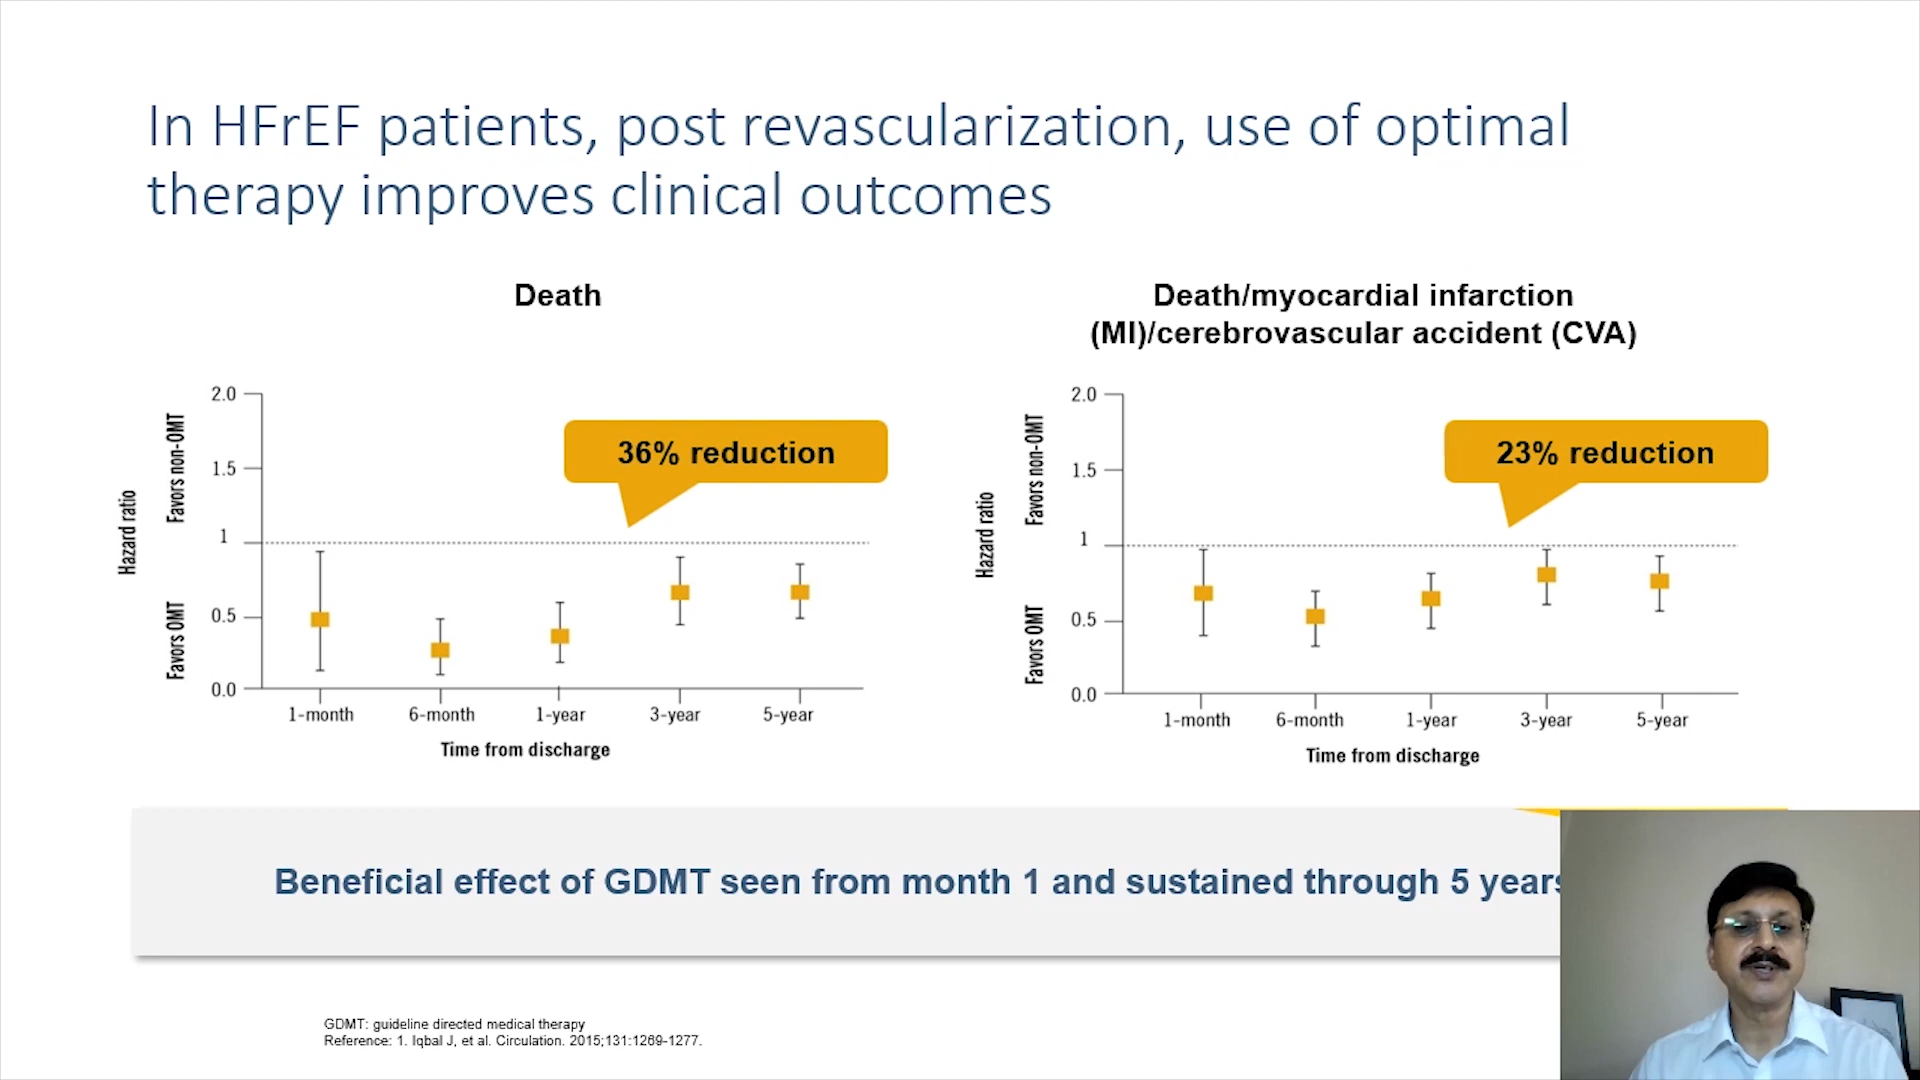 In HFrEF patients, post revascularization, use of optimal
therapy improves clinical outcomes
Death
Hazard ratio
Favors non-OMT
Favors OMT
2.0
1.5
1
0.5
0.0
36% reduction
1-month 6-month 1-year 3-year 5-year
Time from discharge
Death/myocardial infarction
(MI)/cerebrovascular accident (CVA)
Hazard ratio
Favors non-OMT
Favors OMT
2.0
1.5
1
0.5
0.0
23% reduction
1-month 6-month 1-year 3-year 5-year
Time from discharge
Beneficial effect of GDMT seen from month 1 and sustained through 5 years
GDMT: guideline directed medical therapy
Reference: 1. Iqbal J, et al. Circulation. 2015;131:1269-1277.